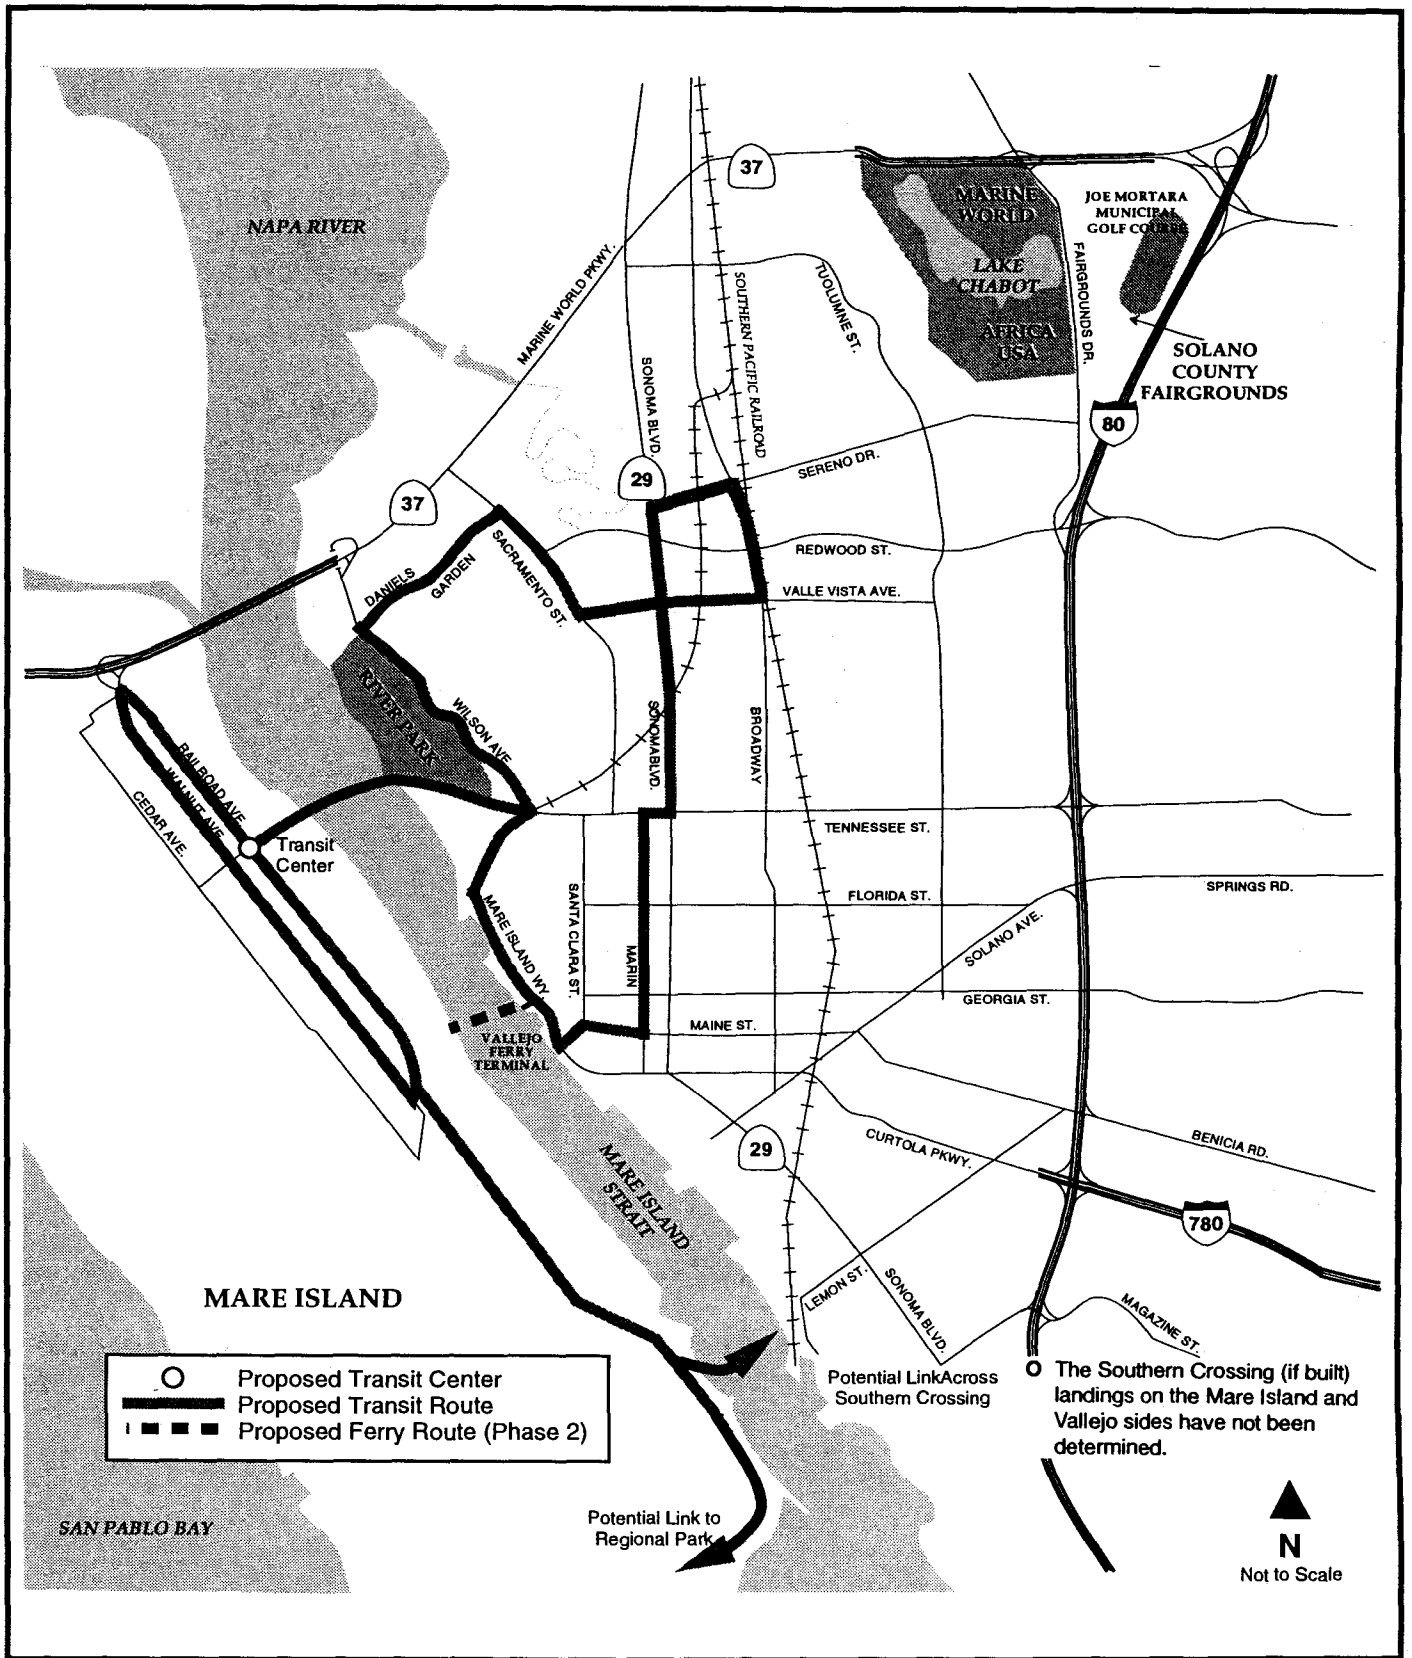 37
MARINE
WORLD
JOE MORTARA
MUNICIPAL
GOLF COURSE
NAPA RIVER
MARINE WORLD PKWY.
SOUTHERN PACIFIC RAILROAD
TUOLUMNE ST.
LAKE
CHABOT
FAIRGROUNDS DR.
AFRICA
USA
SOLANO
COUNTY
FAIRGROUNDS
SONOMA BLVD.
80
SERENO DR.
29
37
SACRAMENTO ST.
REDWOOD ST.
DANIELS
GARDEN
VALLE VISTA AVE.
RIVER PARK
WILSON AVE
SONOMABLVD.
BROADWAY
RAILROAD AVE
WALNUT AVE.
CEDAR AVE.
Transit
Center
TENNESSEE ST.
SPRINGS RD.
FLORIDA ST.
MARE ISLAND WY.
SANTA CLARA ST.
MARIN
SOLANO AVE.
GEORGIA ST.
MAINE ST.
VALLEJO
FERRY
TERMINAL
29
CURTOLA PKWY.
BENICIA RD.
MARE ISLAND
STRAIT
780
LEMON ST.
SONOMA BLVD.
MAGAZINE ST.
MARE ISLAND
Proposed Transit Center
Proposed Transit Route
Proposed Ferry Route (Phase 2)
Potential LinkAcross
Southern Crossing
The Southern Crossing (if built)
landings on the Mare Island and
Vallejo sides have not been
determined.
SAN PABLO BAY
Potential Link to
Regional Park
N
Not to Scale